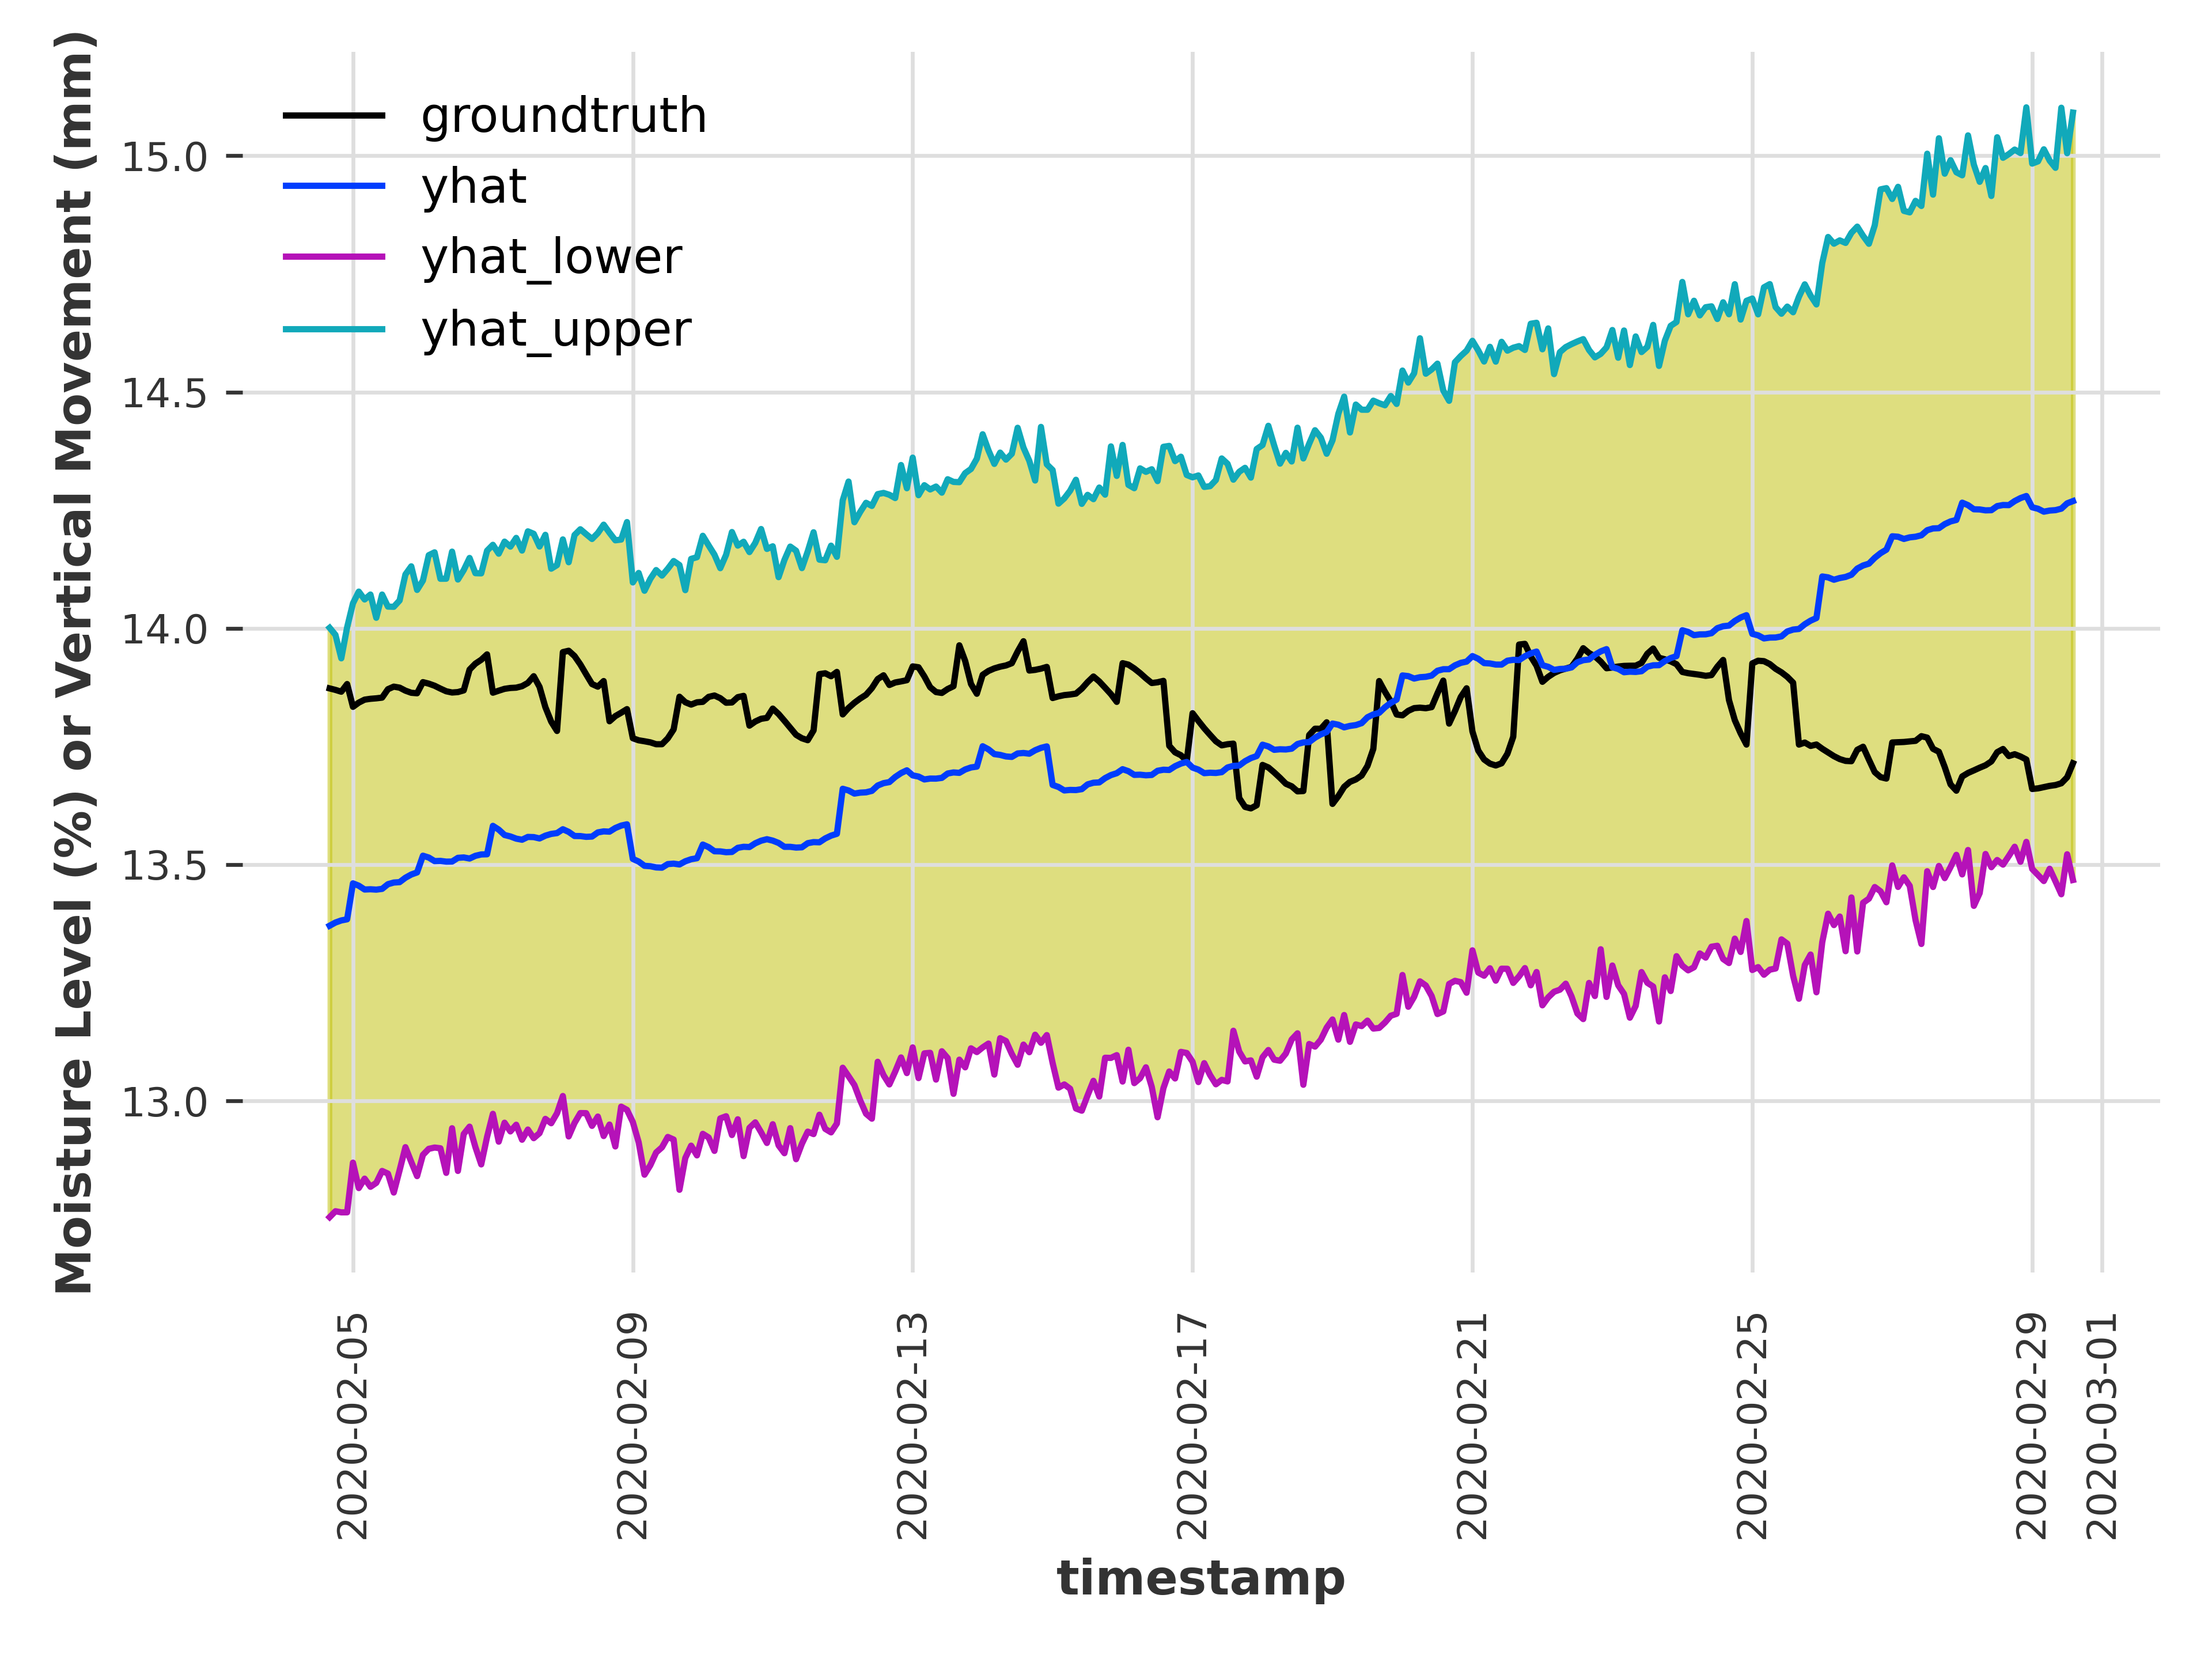 Moisture Level (%) or Vertical Movement (mm)
groundtruth
yhat
yhat_lower
yhat_upper
15.0
14.5
14.0
13.5
13.0
2020-02-05
2020-02-09
2020-02-13
2020-02-17
2020-02-21
2020-02-25
2020-02-29
2020-03-01
timestamp